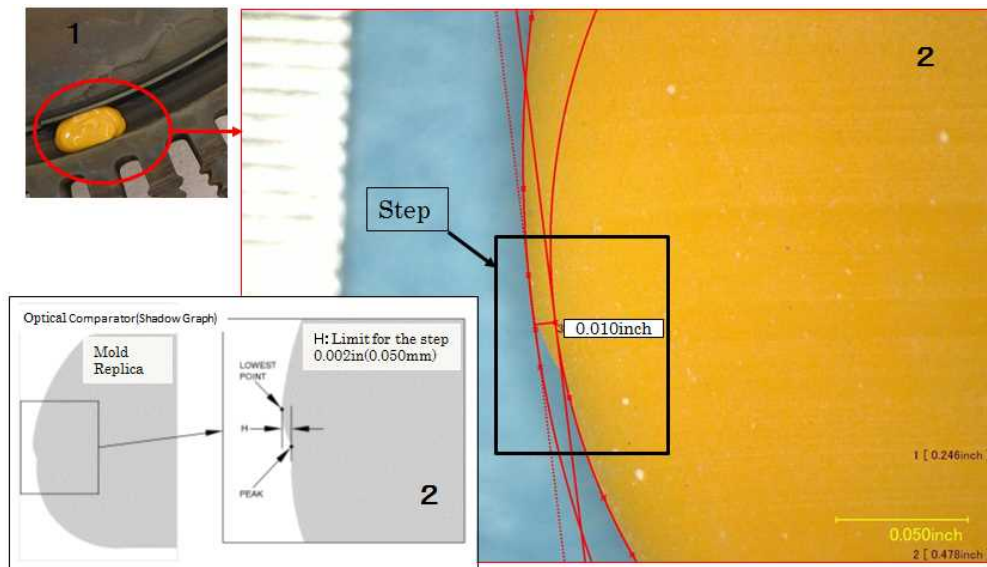 1
2
Step
0.010inch
Optical Comparator(Shadow Graph)
Mold
Replica
H: Limit for the step
0.002in(0.050mm)
LOWEST
POINT
H
PEAK
2
1 [ 0.246inch
0.050inch
2 [ 0.478inch